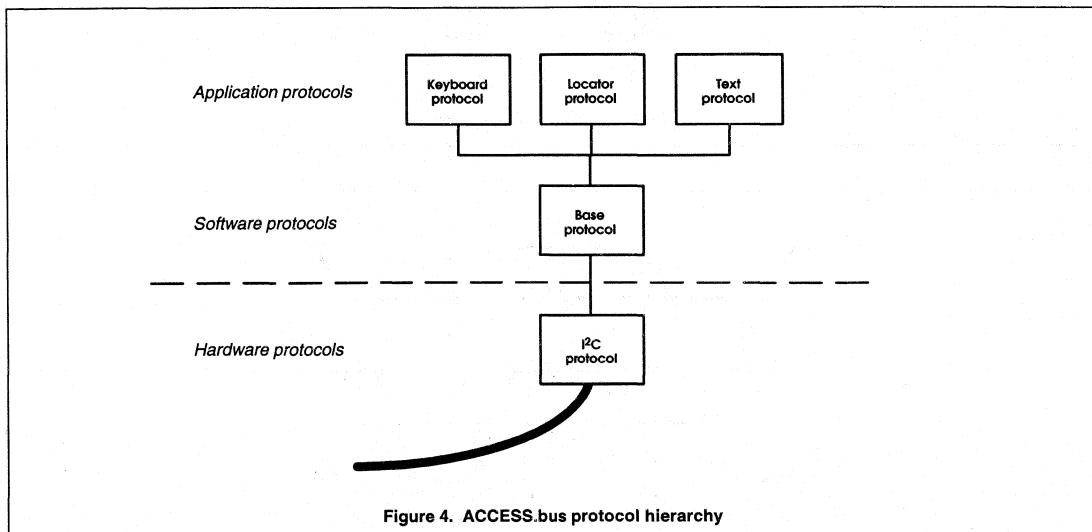 Application protocols
Keyboard
protocol
Locator
protocol
Text
protocol
Software protocols
Base
protocol
Hardware protocols
I²C
protocol
Figure 4. ACCESS.bus protocol hierarchy